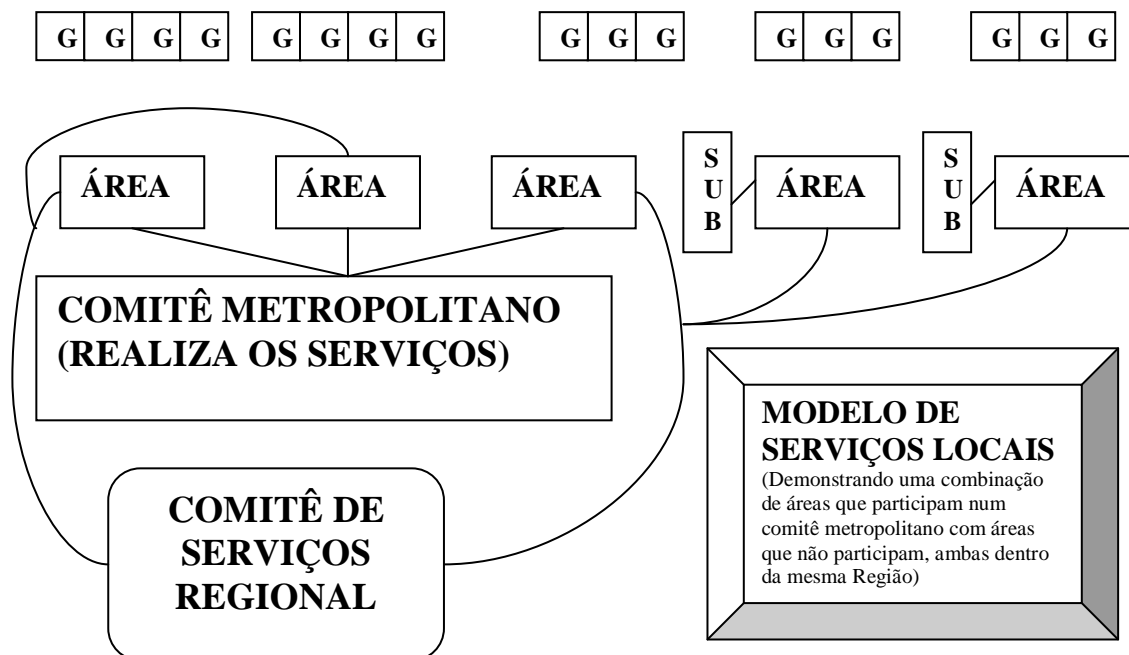 G G G G G G G G G G G G G G G G G
ÁREA ÁREA ÁREA S U B ÁREA S U B ÁREA
COMITÊ METROPOLITANO
(REALIZA OS SERVIÇOS)
MODELO DE
SERVIÇOS LOCAIS
(Demonstrando uma combinação
de áreas que participam num
comitê metropolitano com áreas
que não participam, ambas dentro
da mesma Região)
COMITÊ DE
SERVIÇOS
REGIONAL